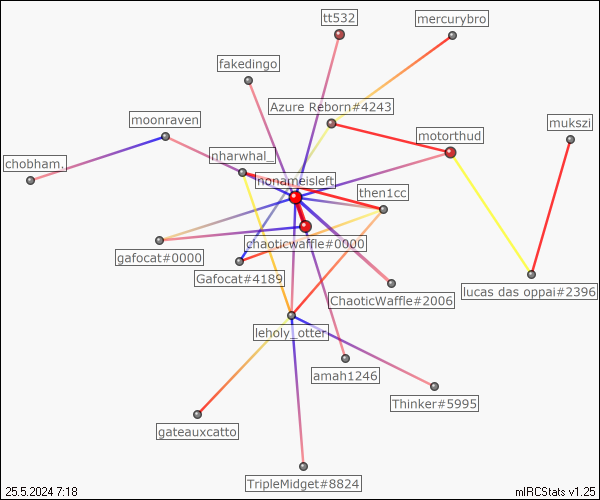 tt532
mercurybro
fakedingo
Azure Reborn#4243
moonraven
mukszi
motorthud
nharwhal_
chobham.
nonameisleft
then1cc
chaoticwaffle#0000
gafocat#0000
Gafocat#4189
lucas das oppai#2396
ChaoticWaffle#2006
leholy_otter
amah1246
Thinker#5995
gateauxcatto
TripleMidget#8824
25.5.2024 7:18
mIRCStats v1.25